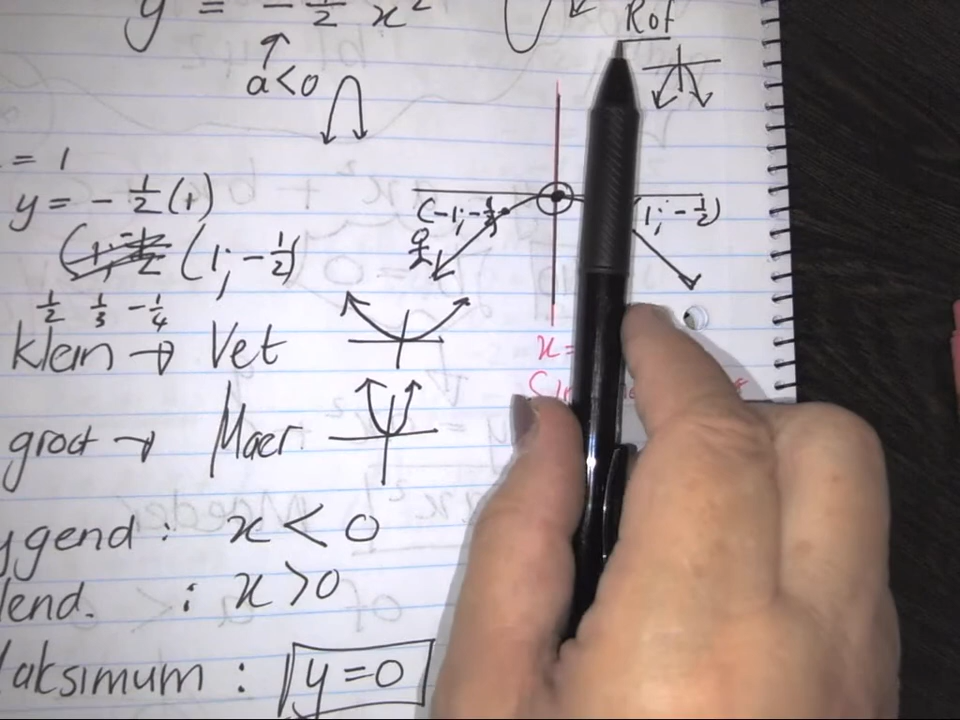 y = - 1/2 x²
Rof
a<0
= 1
y = - 1/2 (1)
(1; - 1/2)
(-1; - 1/2)
(1; - 1/2)
1/2 1/3 - 1/4
klein → Vet
x=
groot → Maer
ygend : x < 0
lend. : x > 0
aksimum : y = 0